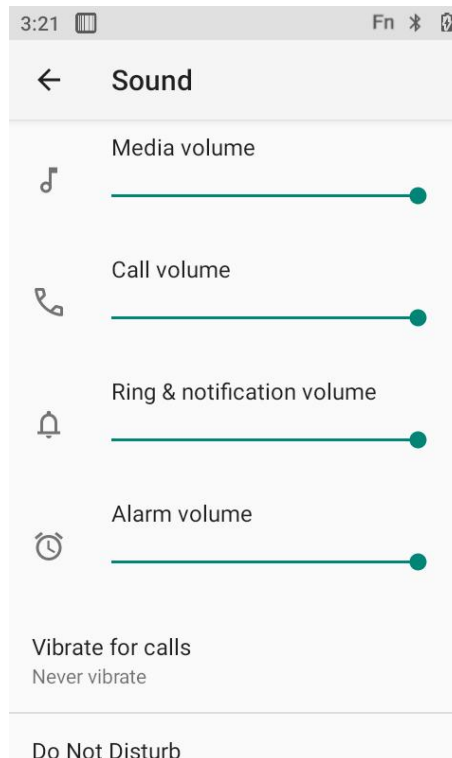 3:21 Fn
Sound
Media volume
Call volume
Ring & notification volume
Alarm volume
Vibrate for calls
Never vibrate
Do Not Disturb